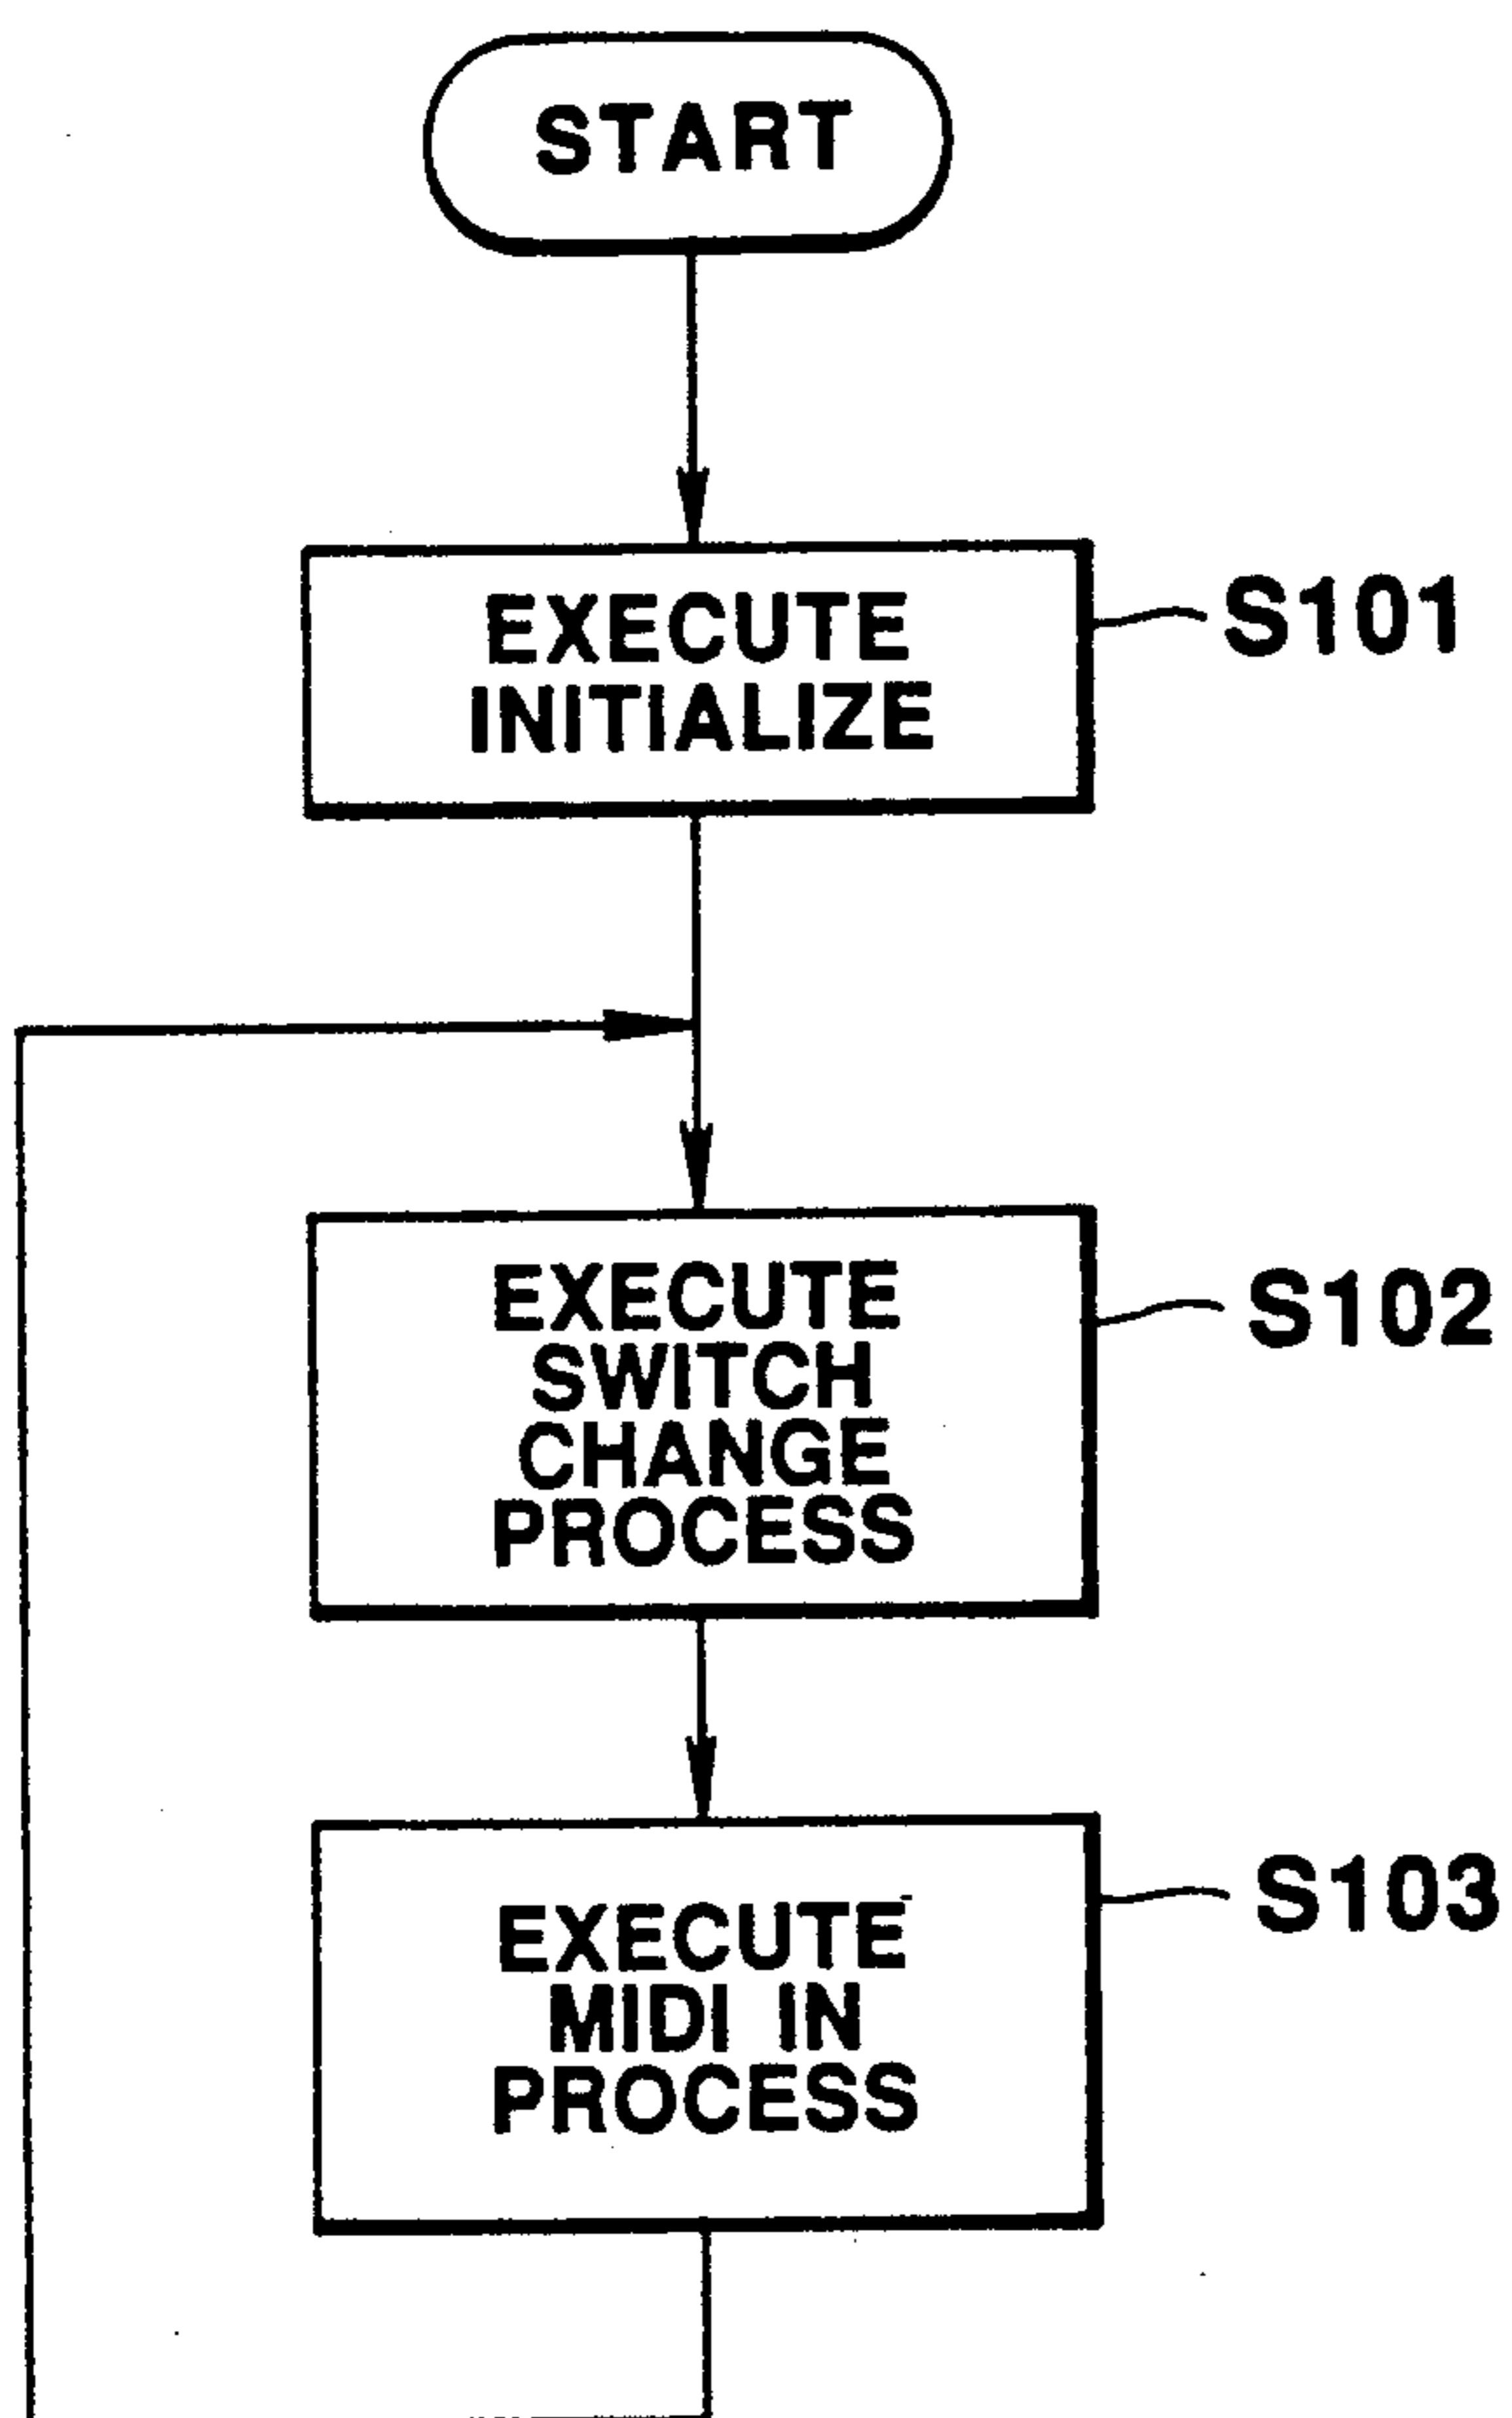 START
EXECUTE
INITIALIZE
S101
EXECUTE
SWITCH
CHANGE
PROCESS
S102
EXECUTE
MIDI IN
PROCESS
S103